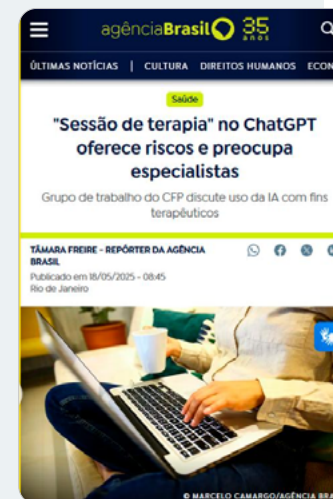 agênciaBrasil 35
anos
ÚLTIMAS NOTÍCIAS | CULTURA DIREITOS HUMANOS ECON
Saúde
"Sessão de terapia" no ChatGPT
oferece riscos e preocupa
especialistas
Grupo de trabalho do CFP discute uso da IA com fins
terapêuticos
TÂMARA FREIRE - REPÓRTER DA AGÊNCIA
BRASIL
Publicado em 18/05/2025 - 08:45
Rio de Janeiro
© MARCELO CAMARGO/AGÊNCIA BRA